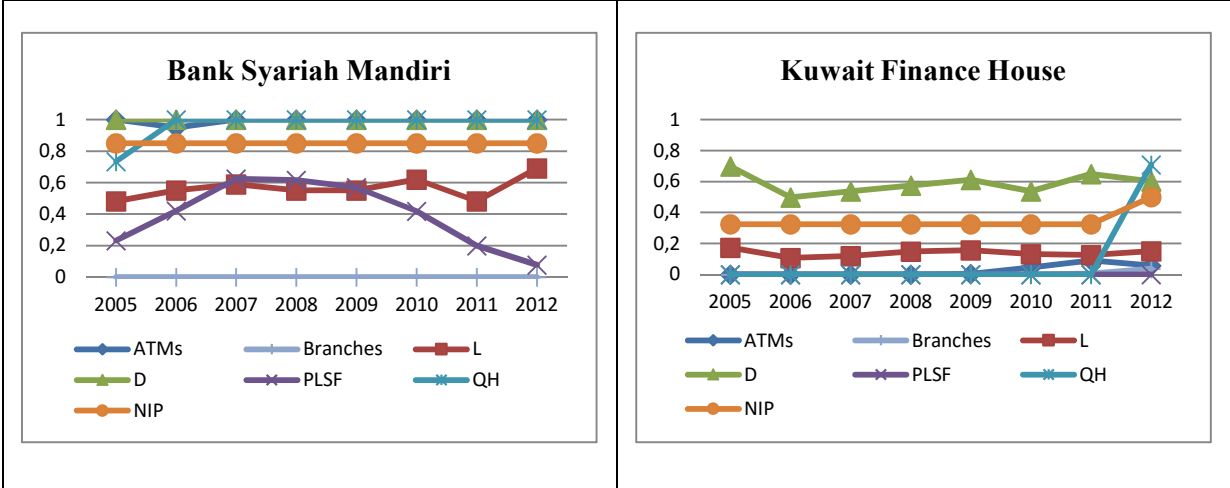 Bank Syariah Mandiri
1
0,8
0,6
0,4
0,2
0
2005 2006 2007 2008 2009 2010 2011 2012
ATMs Branches L
D PLSF QH
NIP
Kuwait Finance House
1
0,8
0,6
0,4
0,2
0
2005 2006 2007 2008 2009 2010 2011 2012
ATMs Branches L
D PLSF QH
NIP